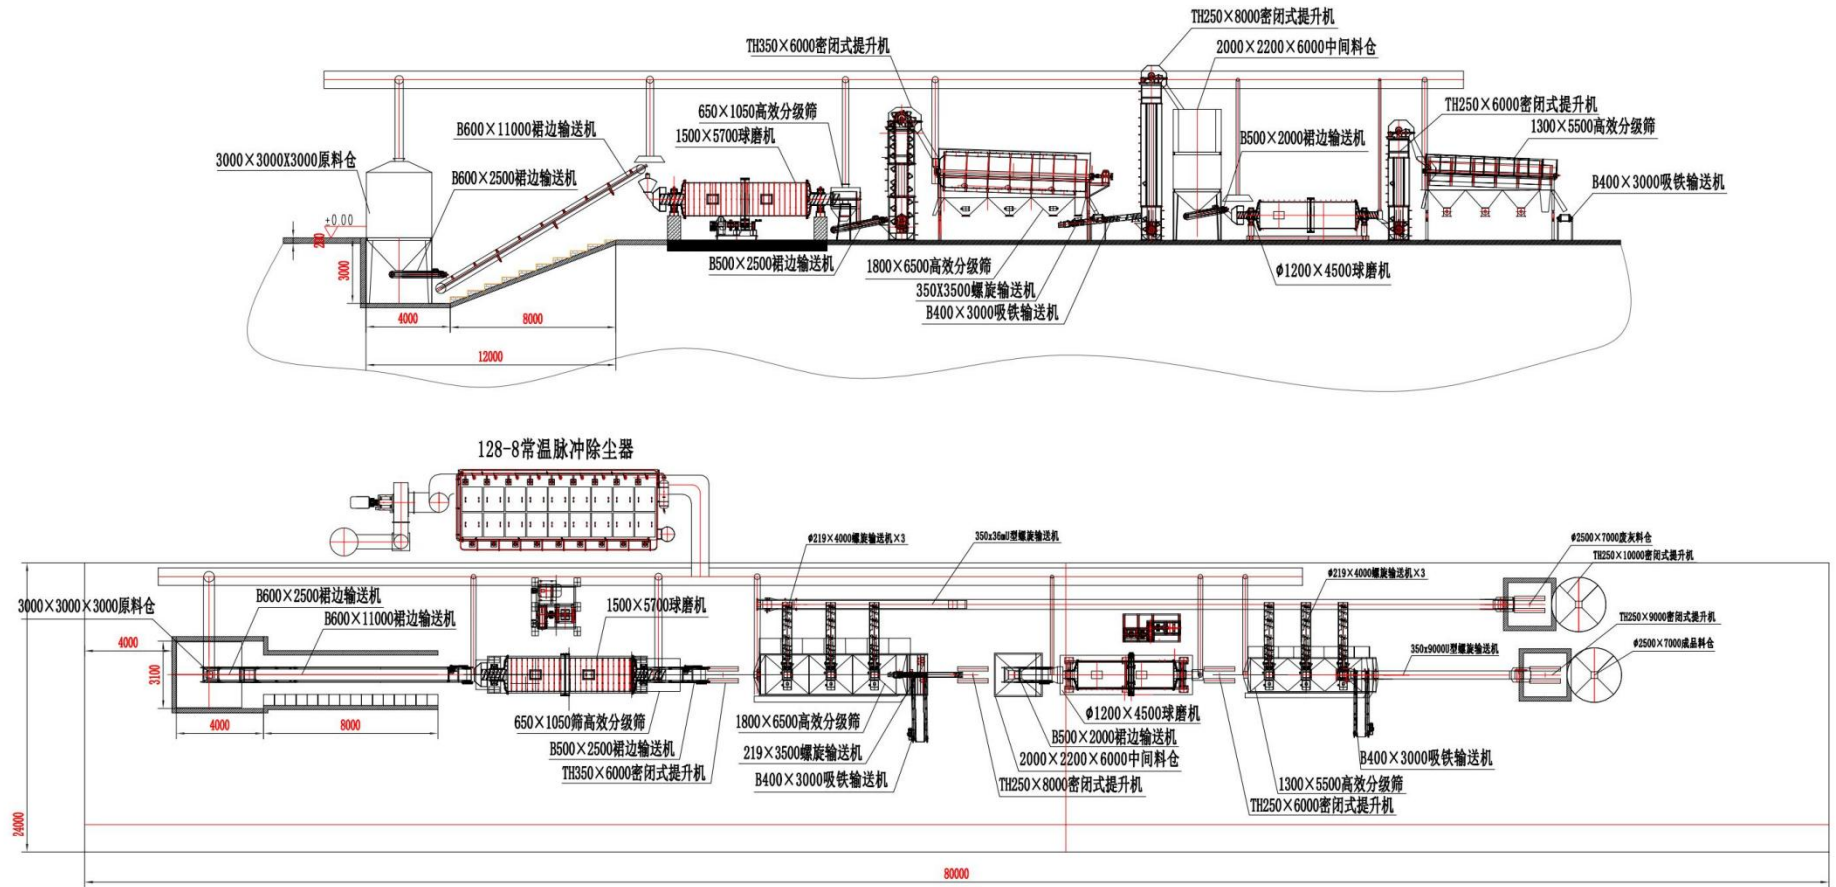 TH250×8000密闭式提升机
TH350×6000密闭式提升机
2000×2200×6000中间料仓
650×1050高效分级筛
TH250×6000密闭式提升机
B600×11000裙边输送机
1500×5700球磨机
B500×2000裙边输送机
1300×5500高效分级筛
3000×3000X3000原料仓
B600×2500裙边输送机
B400×3000吸铁输送机
±0.00
200
3000
B500×2500裙边输送机
1800×6500高效分级筛
ϕ1200×4500球磨机
350X3500螺旋输送机
B400×3000吸铁输送机
4000
8000
12000
128-8常温脉冲除尘器
ϕ219×4000螺旋输送机×3
350x36mU型螺旋输送机
ϕ2500×7000废灰料仓
TH250×10000密闭式提升机
ϕ219×4000螺旋输送机×3
3000×3000×3000原料仓
B600×2500裙边输送机
1500×5700球磨机
B600×11000裙边输送机
TH250×9000密闭式提升机
4000
350x9000U型螺旋输送机
ϕ2500×7000成品料仓
3100
4000
8000
650×1050筛高效分级筛
1800×6500高效分级筛
ϕ1200×4500球磨机
B500×2500裙边输送机
219×3500螺旋输送机
B500×2000裙边输送机
2000×2200×6000中间料仓
B400×3000吸铁输送机
TH350×6000密闭式提升机
B400×3000吸铁输送机
TH250×8000密闭式提升机
1300×5500高效分级筛
TH250×6000密闭式提升机
24000
80000